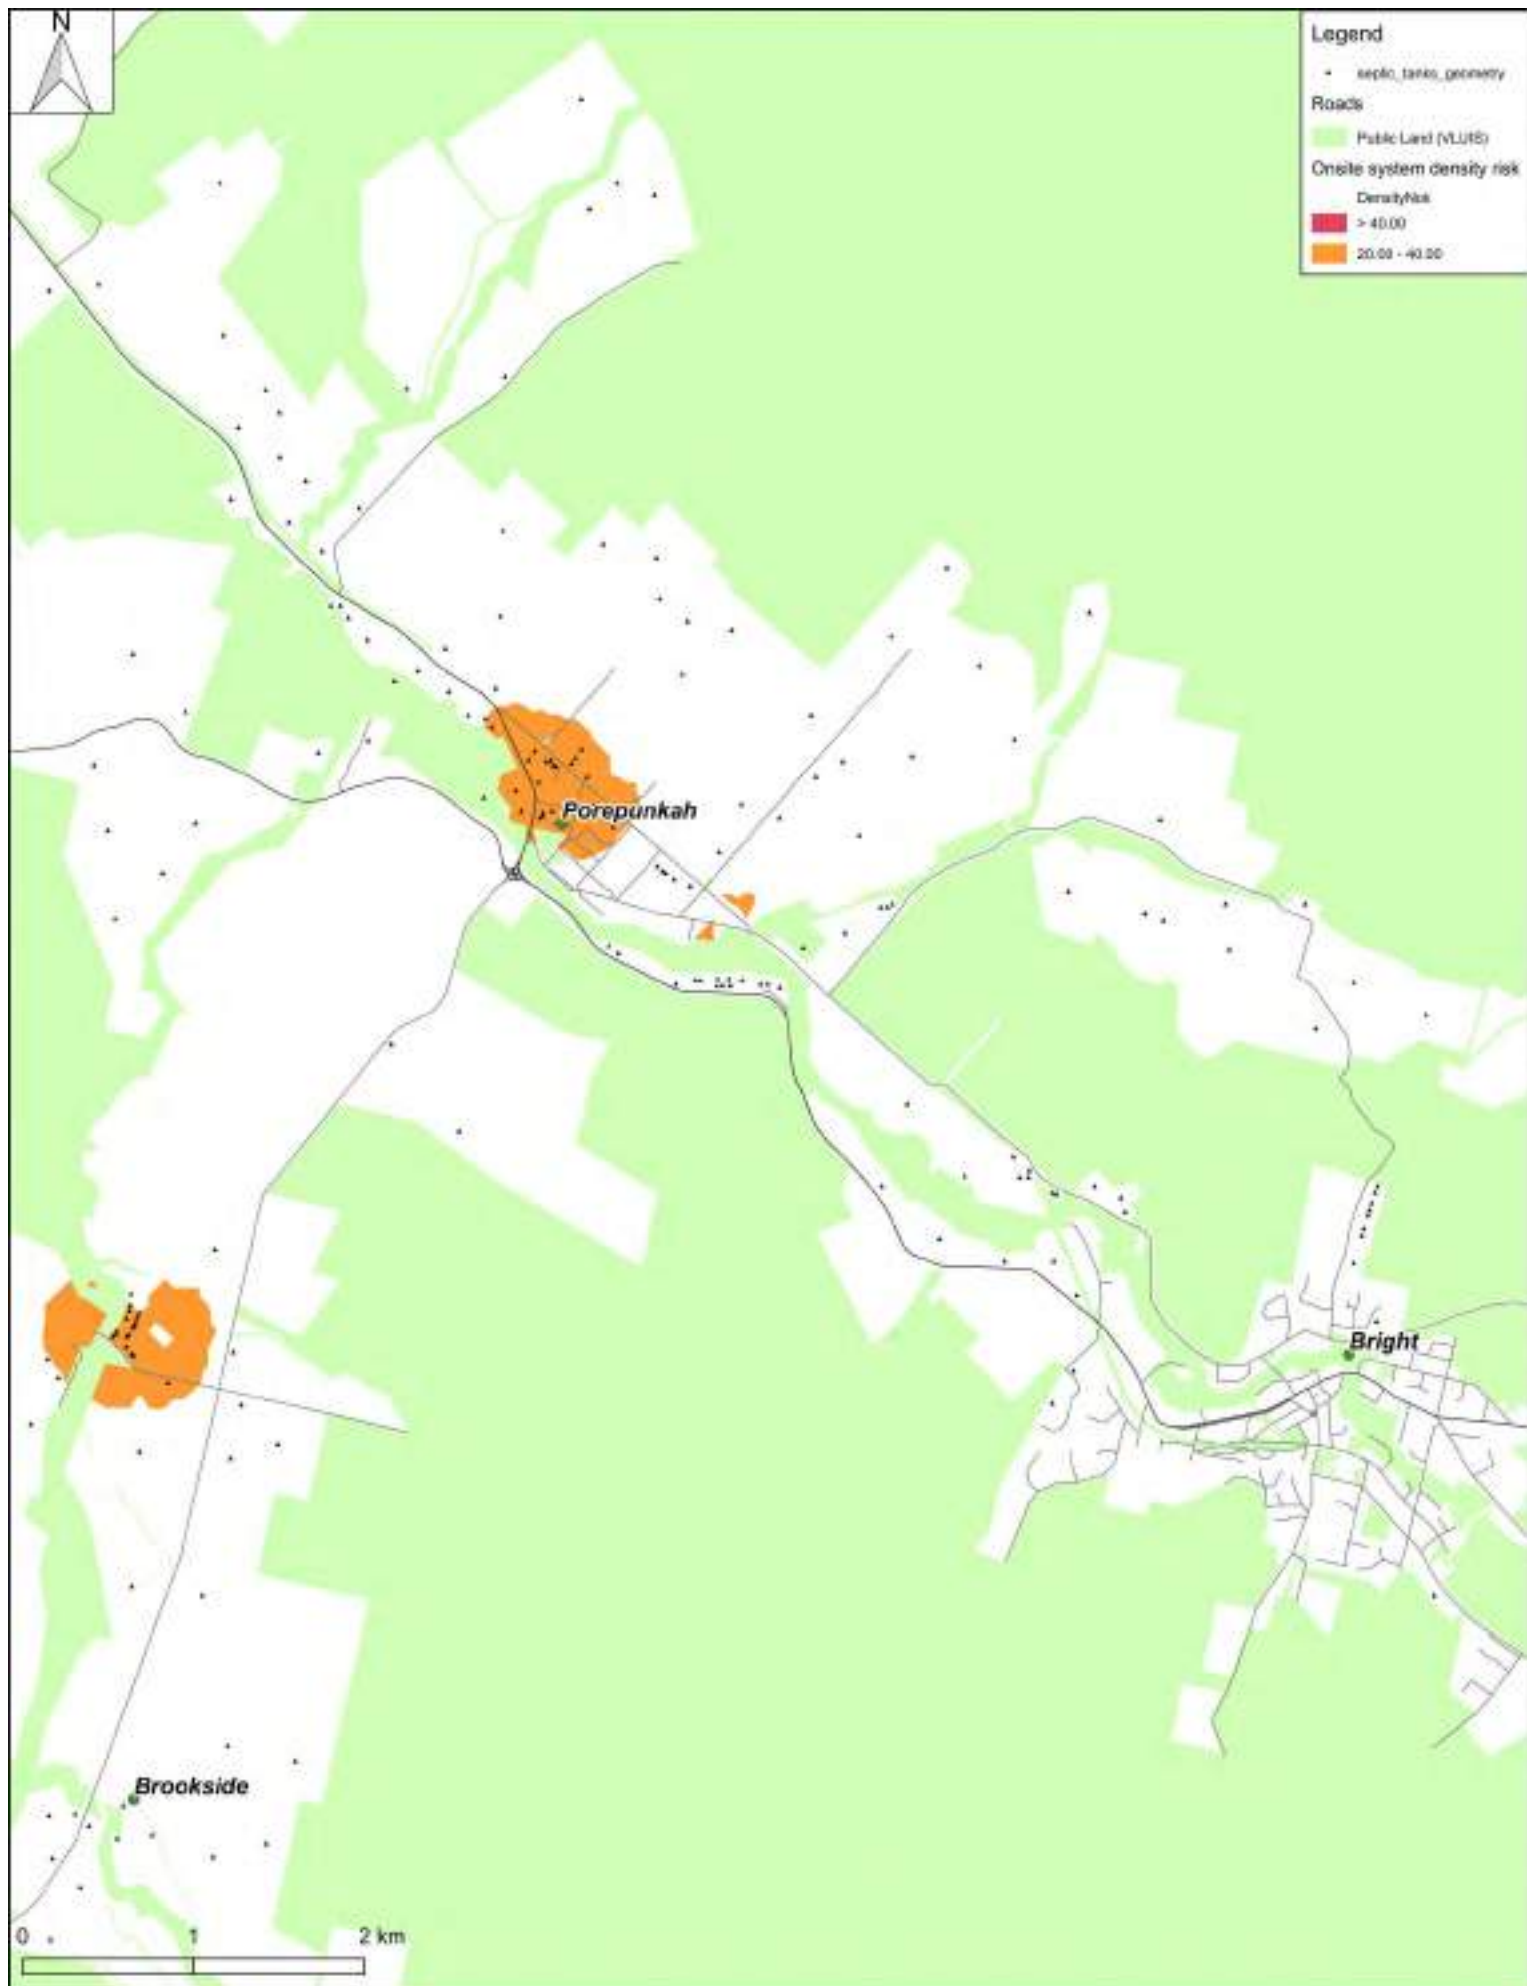 N
Legend
septic_tanks_geometry
Roads
Public Land (VLUIS)
Onsite system density risk
> 40.00
20.00 - 40.00
Porepunkah
Bright
Brookside
0 1 2 km